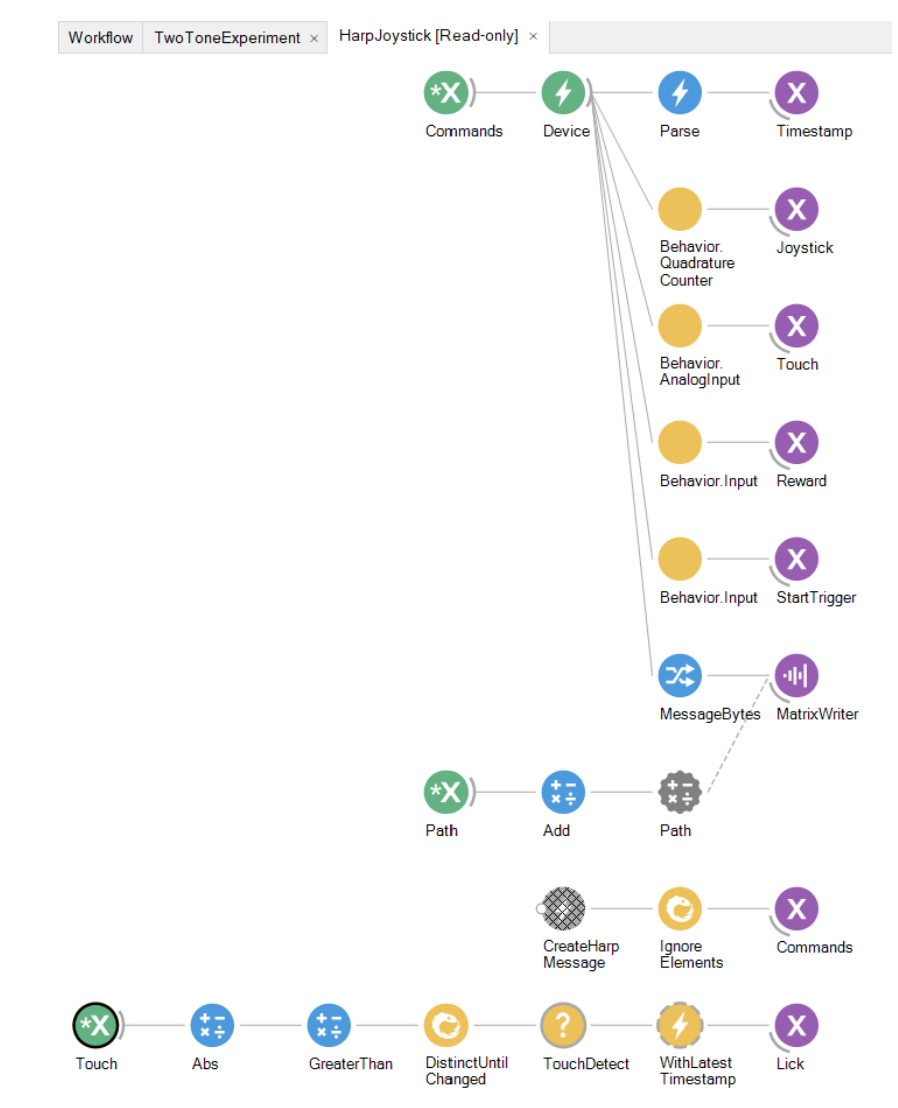 Workflow TwoToneExperiment × HarpJoystick [Read-only] ×
*X X
Commands Device Parse Timestamp
X
Behavior. Joystick
Quadrature
Counter
X
Behavior. Touch
AnalogInput
X
Behavior.Input Reward
X
Behavior.Input StartTrigger
MessageBytes MatrixWriter
*X + − × ÷ + − × ÷
Path Add Path
X
CreateHarp Ignore Commands
Message Elements
*X + − × ÷ + − × ÷ ? X
Touch Abs GreaterThan DistinctUntil TouchDetect WithLatest Lick
Changed Timestamp